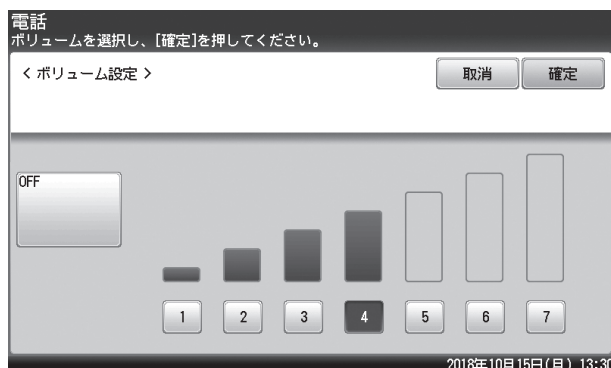 電話
ボリュームを選択し、[確定]を押してください。
＜ボリューム設定＞
取消
確定
OFF
1
2
3
4
5
6
7
2018年10月15日(月) 13:30